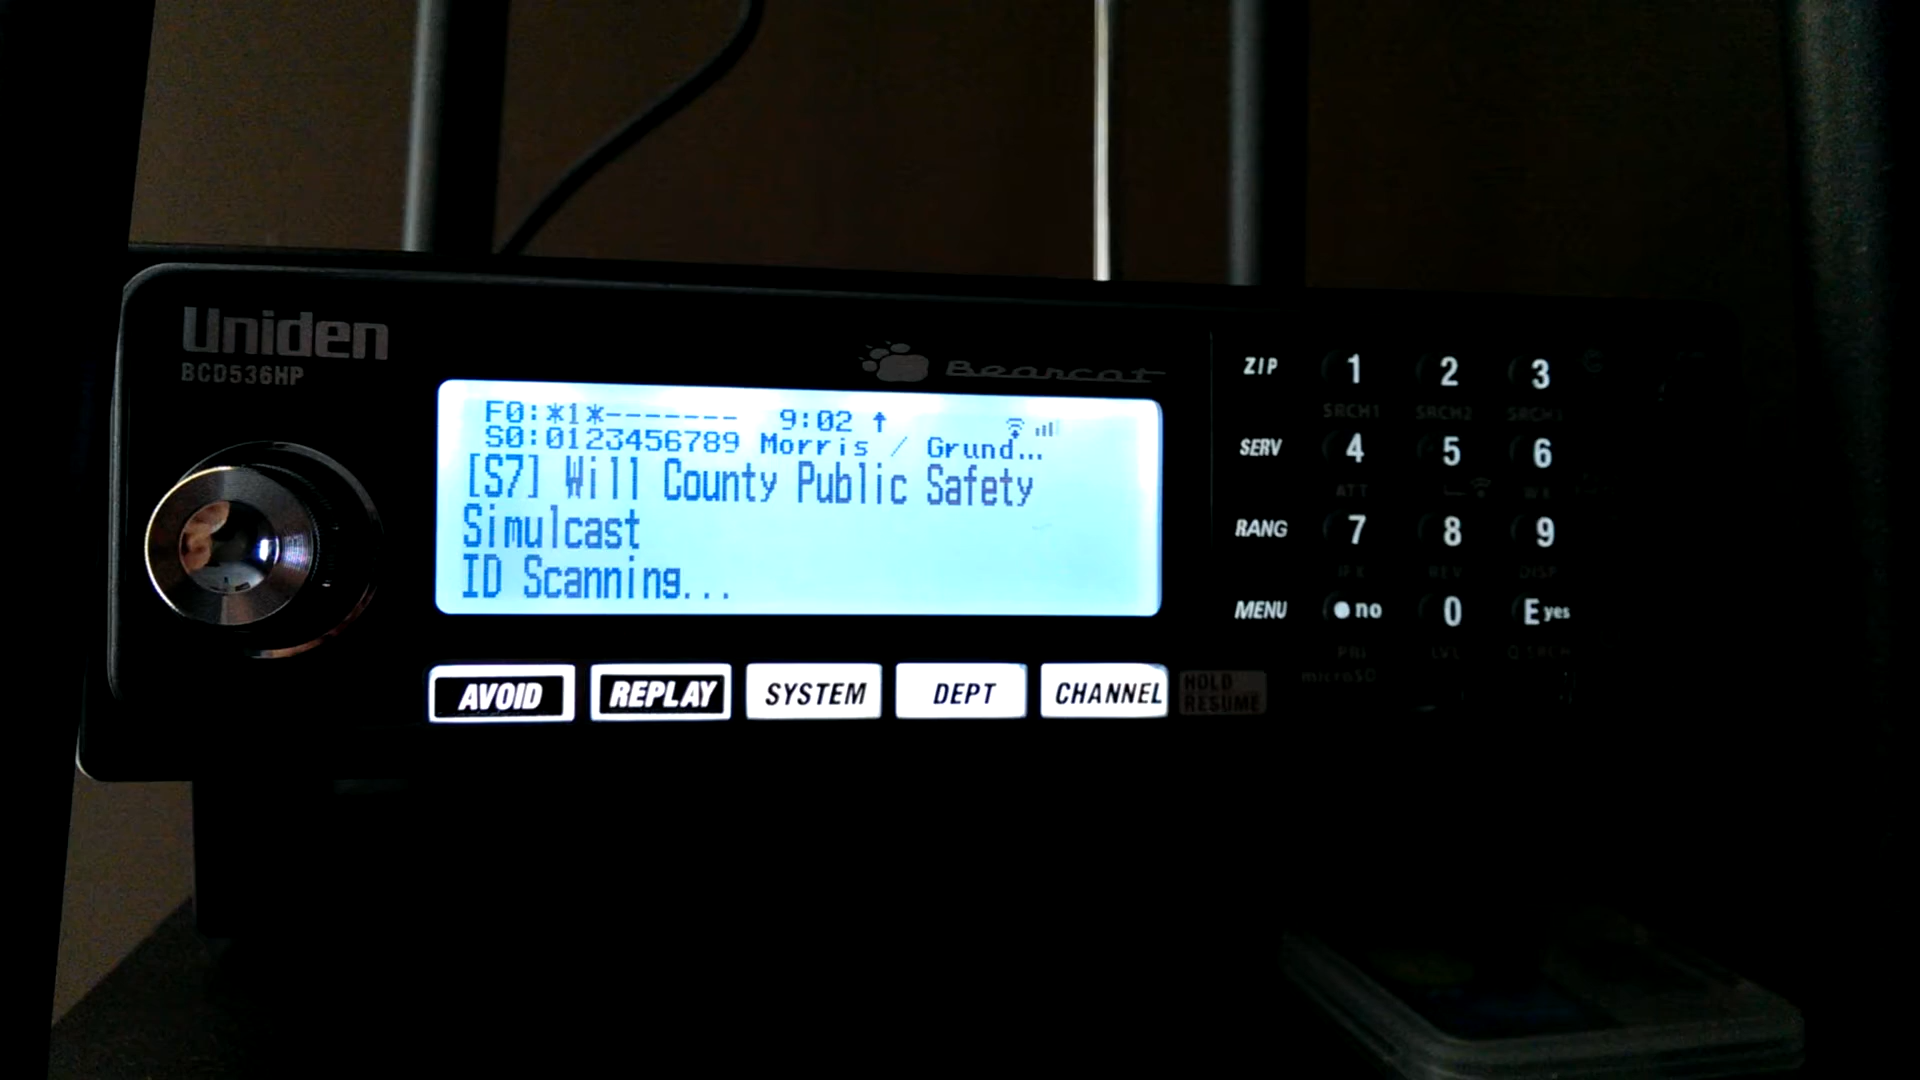 Uniden
BCD536HP
Bearcat
F0:*1*------- 9:02 ↑
S0:0123456789 Morris / Grund...
[S7] Will County Public Safety
Simulcast
ID Scanning...
AVOID REPLAY SYSTEM DEPT CHANNEL HOLD RESUME
ZIP 1 2 3
SRCH1 SRCH2 SRCH3
SERV 4 5 6
ATT
RANG 7 8 9
IFX REV DISP
MENU • no 0 E yes
PRI LVL Q.SRCH
microSD